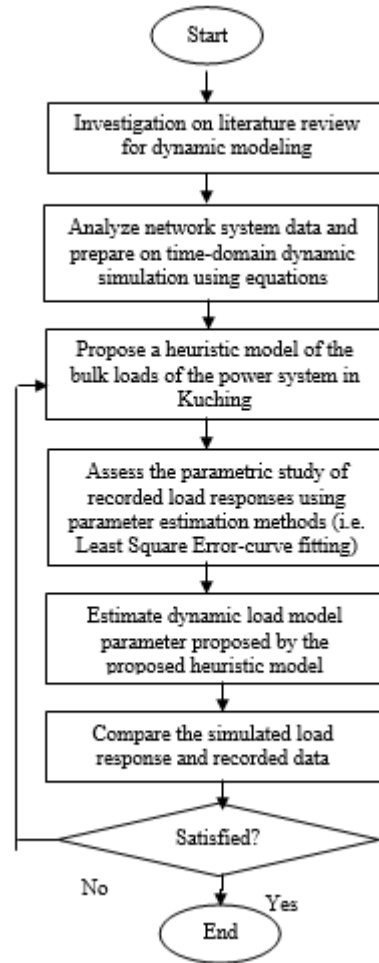 Start
Investigation on literature review
for dynamic modeling
Analyze network system data and
prepare on time-domain dynamic
simulation using equations
Propose a heuristic model of the
bulk loads of the power system in
Kuching
Assess the parametric study of
recorded load responses using
parameter estimation methods (i.e.
Least Square Error-curve fitting)
Estimate dynamic load model
parameter proposed by the
proposed heuristic model
Compare the simulated load
response and recorded data
Satisfied?
No
Yes
End